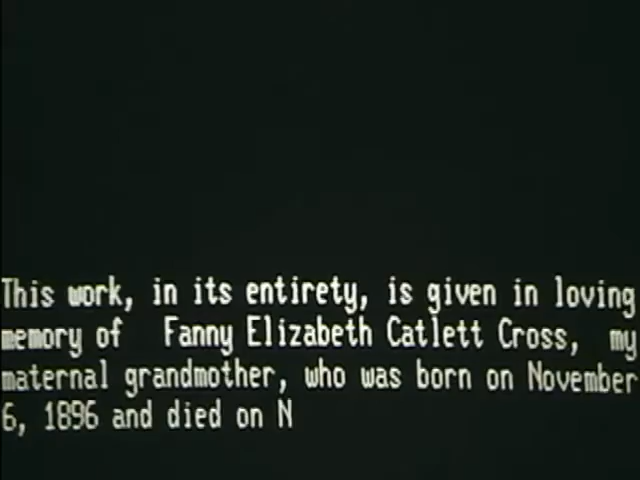 This work, in its entirety, is given in loving
memory of Fanny Elizabeth Catlett Cross, my
maternal grandmother, who was born on November
6, 1896 and died on N